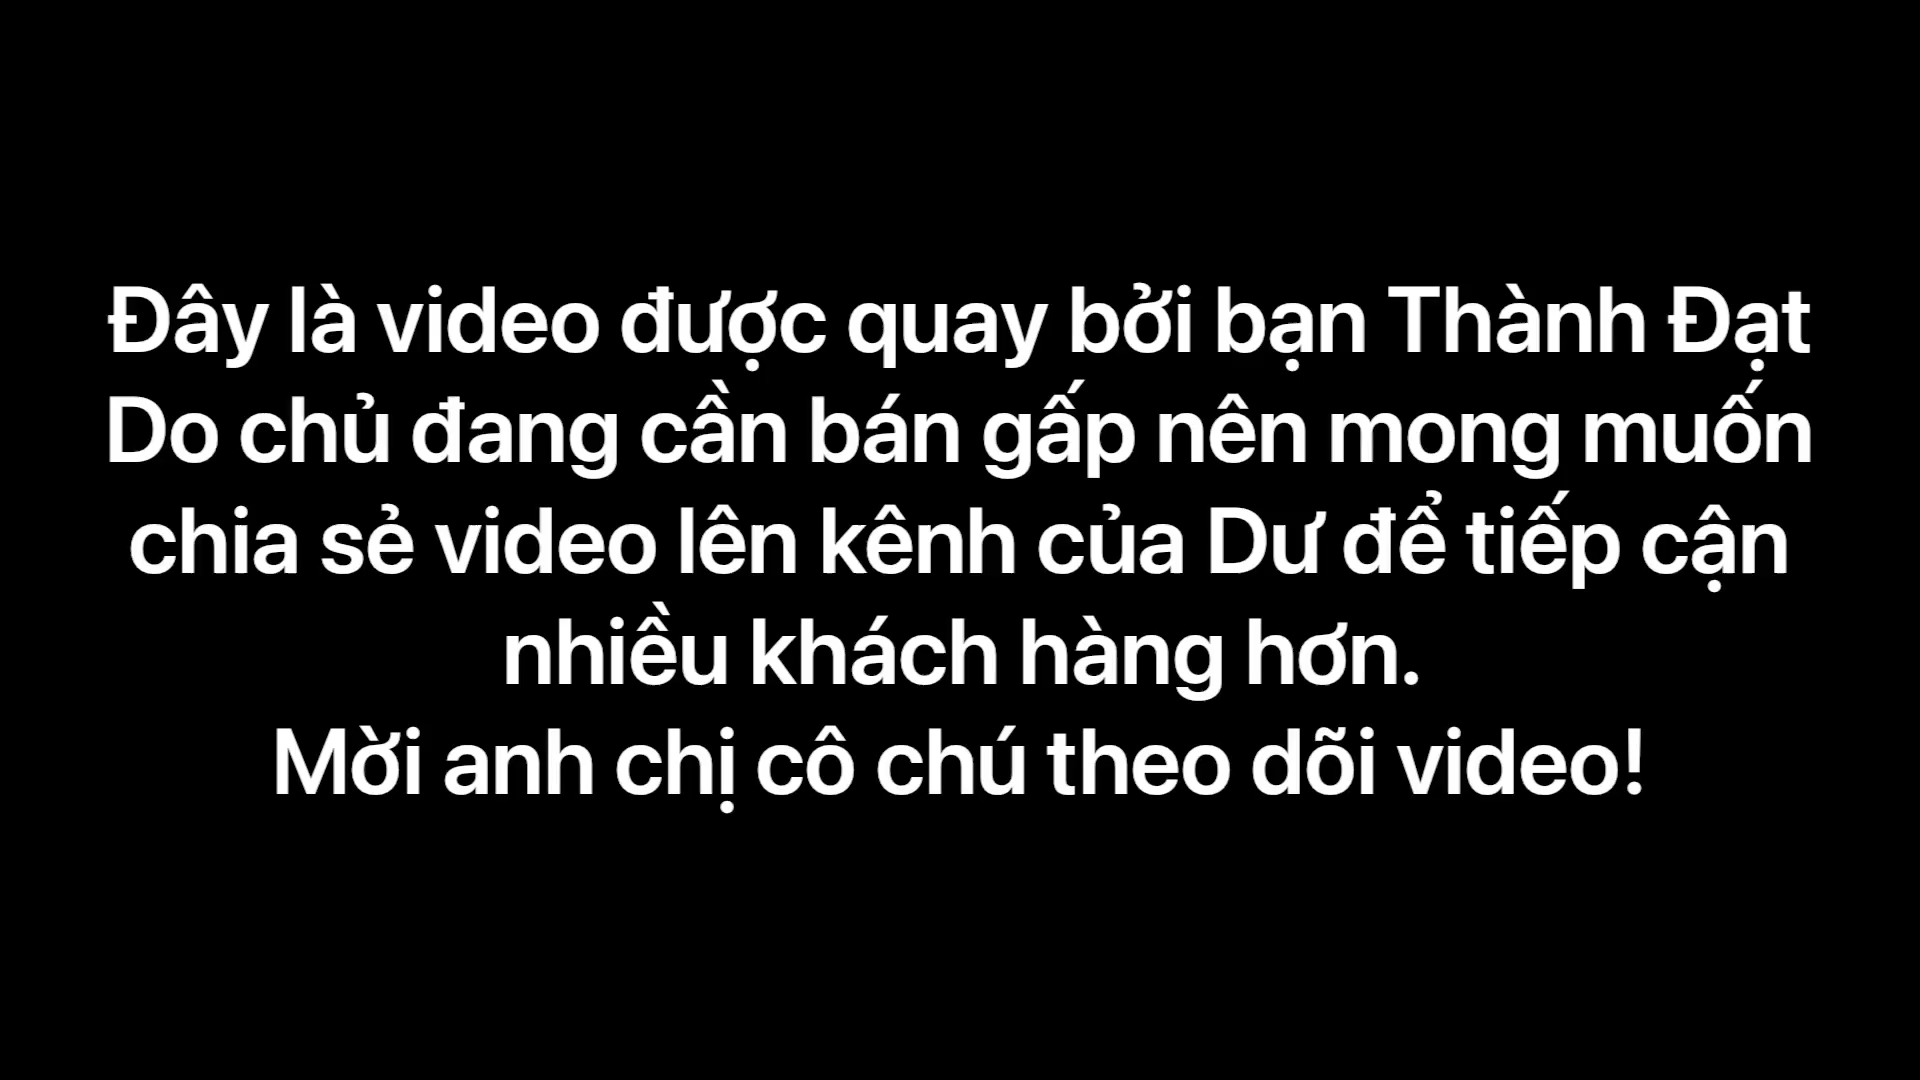 Đây là video được quay bởi bạn Thành Đạt
Do chủ đang cần bán gấp nên mong muốn
chia sẻ video lên kênh của Dư để tiếp cận
nhiều khách hàng hơn.
Mời anh chị cô chú theo dõi video!